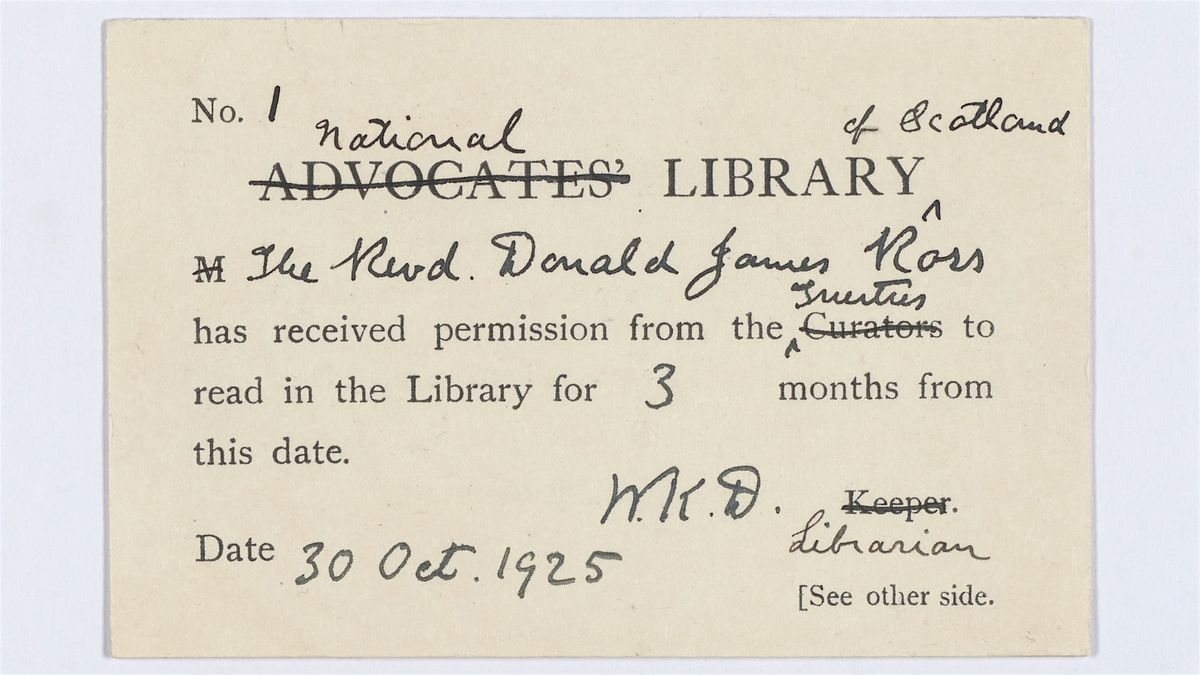 No. 1
National of Scotland
ADVOCATES' LIBRARY
M The Revd. Donald James Ross
Trustees
has received permission from the Curators to
read in the Library for 3 months from
this date.
W.K.D. Keeper.
Librarian
Date 30 Oct. 1925
[See other side.